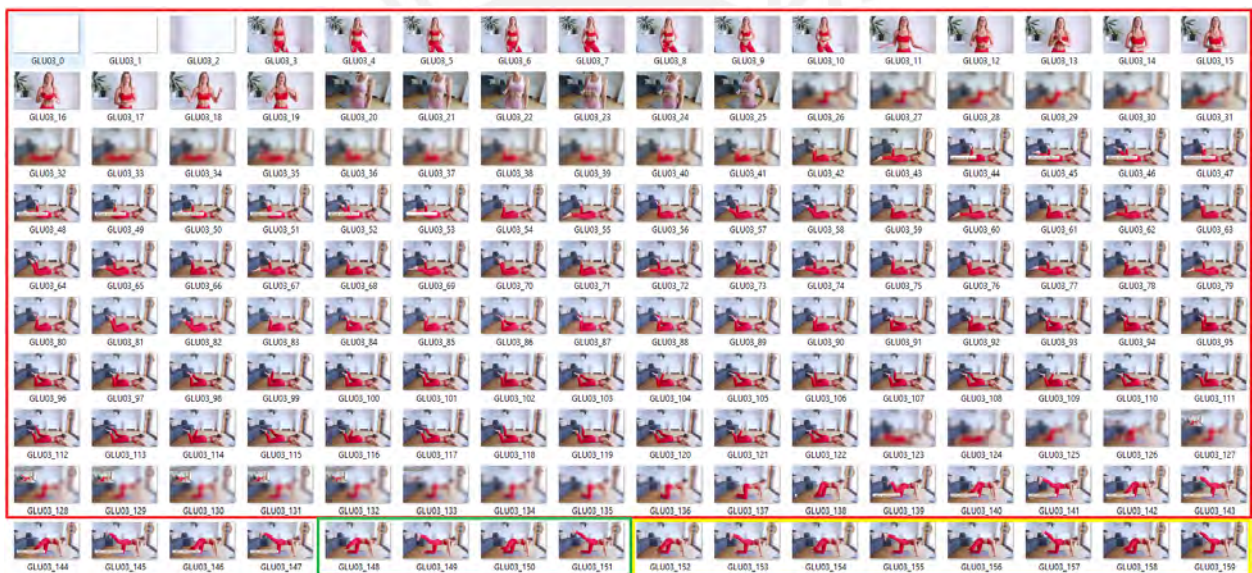 GLU03_0 GLU03_1 GLU03_2 GLU03_3 GLU03_4 GLU03_5 GLU03_6 GLU03_7 GLU03_8 GLU03_9 GLU03_10 GLU03_11 GLU03_12 GLU03_13 GLU03_14 GLU03_15
GLU03_16 GLU03_17 GLU03_18 GLU03_19 GLU03_20 GLU03_21 GLU03_22 GLU03_23 GLU03_24 GLU03_25 GLU03_26 GLU03_27 GLU03_28 GLU03_29 GLU03_30 GLU03_31
GLU03_32 GLU03_33 GLU03_34 GLU03_35 GLU03_36 GLU03_37 GLU03_38 GLU03_39 GLU03_40 GLU03_41 GLU03_42 GLU03_43 GLU03_44 GLU03_45 GLU03_46 GLU03_47
GLU03_48 GLU03_49 GLU03_50 GLU03_51 GLU03_52 GLU03_53 GLU03_54 GLU03_55 GLU03_56 GLU03_57 GLU03_58 GLU03_59 GLU03_60 GLU03_61 GLU03_62 GLU03_63
GLU03_64 GLU03_65 GLU03_66 GLU03_67 GLU03_68 GLU03_69 GLU03_70 GLU03_71 GLU03_72 GLU03_73 GLU03_74 GLU03_75 GLU03_76 GLU03_77 GLU03_78 GLU03_79
GLU03_80 GLU03_81 GLU03_82 GLU03_83 GLU03_84 GLU03_85 GLU03_86 GLU03_87 GLU03_88 GLU03_89 GLU03_90 GLU03_91 GLU03_92 GLU03_93 GLU03_94 GLU03_95
GLU03_96 GLU03_97 GLU03_98 GLU03_99 GLU03_100 GLU03_101 GLU03_102 GLU03_103 GLU03_104 GLU03_105 GLU03_106 GLU03_107 GLU03_108 GLU03_109 GLU03_110 GLU03_111
GLU03_112 GLU03_113 GLU03_114 GLU03_115 GLU03_116 GLU03_117 GLU03_118 GLU03_119 GLU03_120 GLU03_121 GLU03_122 GLU03_123 GLU03_124 GLU03_125 GLU03_126 GLU03_127
GLU03_128 GLU03_129 GLU03_130 GLU03_131 GLU03_132 GLU03_133 GLU03_134 GLU03_135 GLU03_136 GLU03_137 GLU03_138 GLU03_139 GLU03_140 GLU03_141 GLU03_142 GLU03_143
GLU03_144 GLU03_145 GLU03_146 GLU03_147 GLU03_148 GLU03_149 GLU03_150 GLU03_151 GLU03_152 GLU03_153 GLU03_154 GLU03_155 GLU03_156 GLU03_157 GLU03_158 GLU03_159